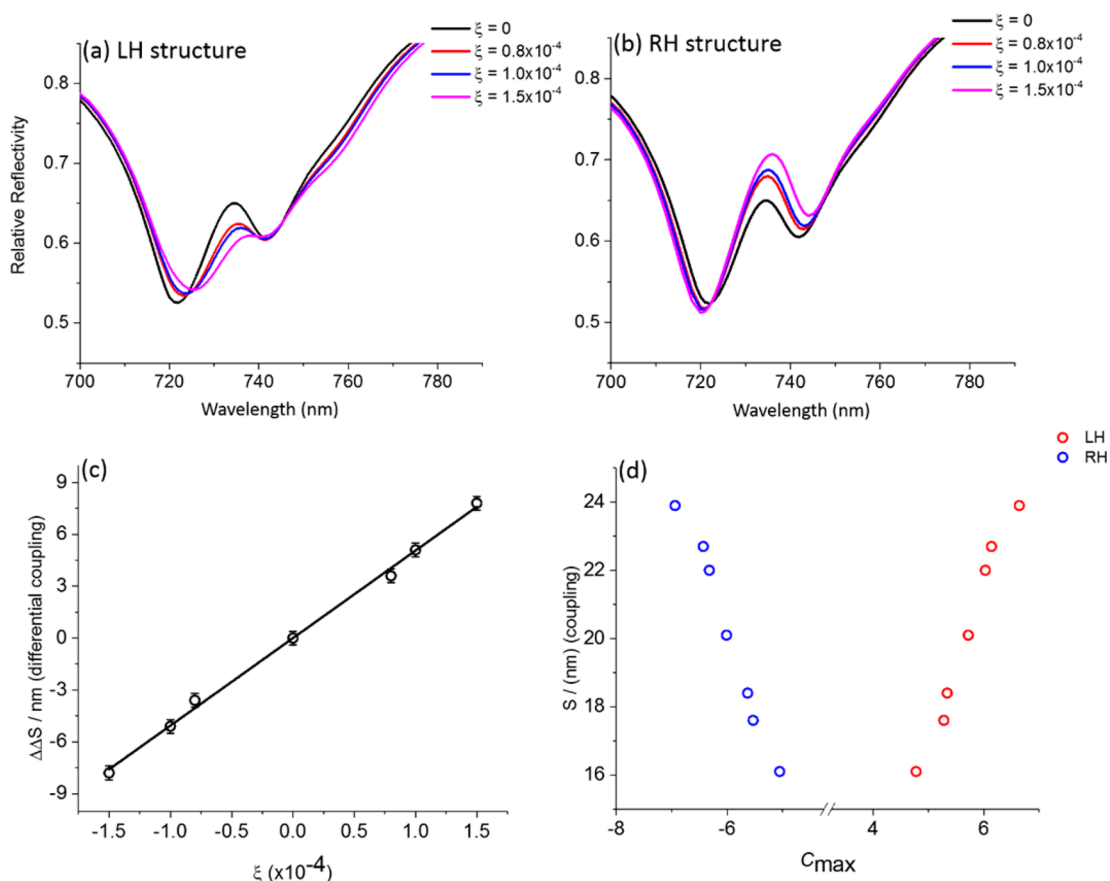 (a) LH structure
ξ = 0
ξ = 0.8x10-4
ξ = 1.0x10-4
ξ = 1.5x10-4
Relative Reflectivity
0.8
0.7
0.6
0.5
700 720 740 760 780
Wavelength (nm)
(b) RH structure
ξ = 0
ξ = 0.8x10-4
ξ = 1.0x10-4
ξ = 1.5x10-4
0.8
0.7
0.6
0.5
700 720 740 760 780
Wavelength (nm)
(c)
ΔΔS / nm (differential coupling)
9
6
3
0
-3
-6
-9
-1.5 -1.0 -0.5 0.0 0.5 1.0 1.5
ξ (x10-4)
(d)
LH
RH
S / (nm) (coupling)
24
22
20
18
16
-8 -6 4 6
Cmax